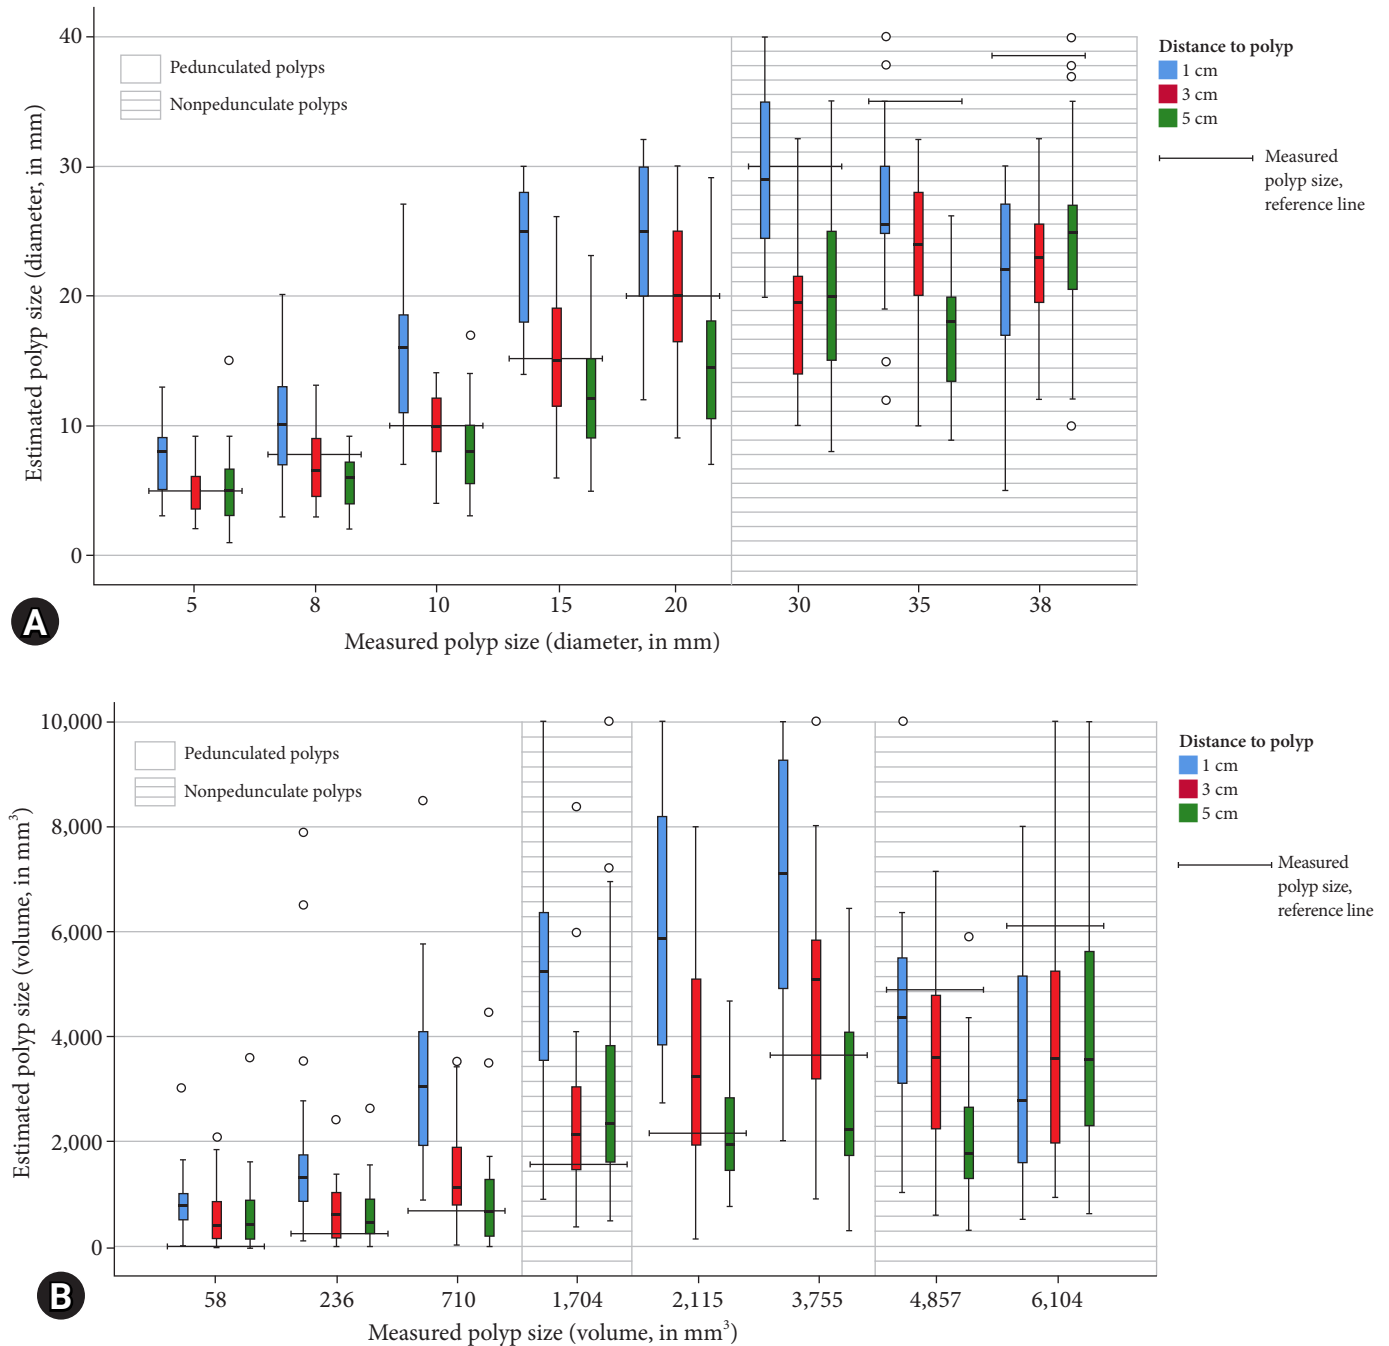 40
30
20
10
0
Estimated polyp size (diameter, in mm)
Pedunculated polyps
Nonpedunculate polyps
Distance to polyp
1 cm
3 cm
5 cm
Measured
polyp size,
reference line
5 8 10 15 20 30 35 38
Measured polyp size (diameter, in mm)
A
10,000
8,000
6,000
4,000
2,000
0
Estimated polyp size (volume, in mm³)
Pedunculated polyps
Nonpedunculate polyps
Distance to polyp
1 cm
3 cm
5 cm
Measured
polyp size,
reference line
58 236 710 1,704 2,115 3,755 4,857 6,104
Measured polyp size (volume, in mm³)
B